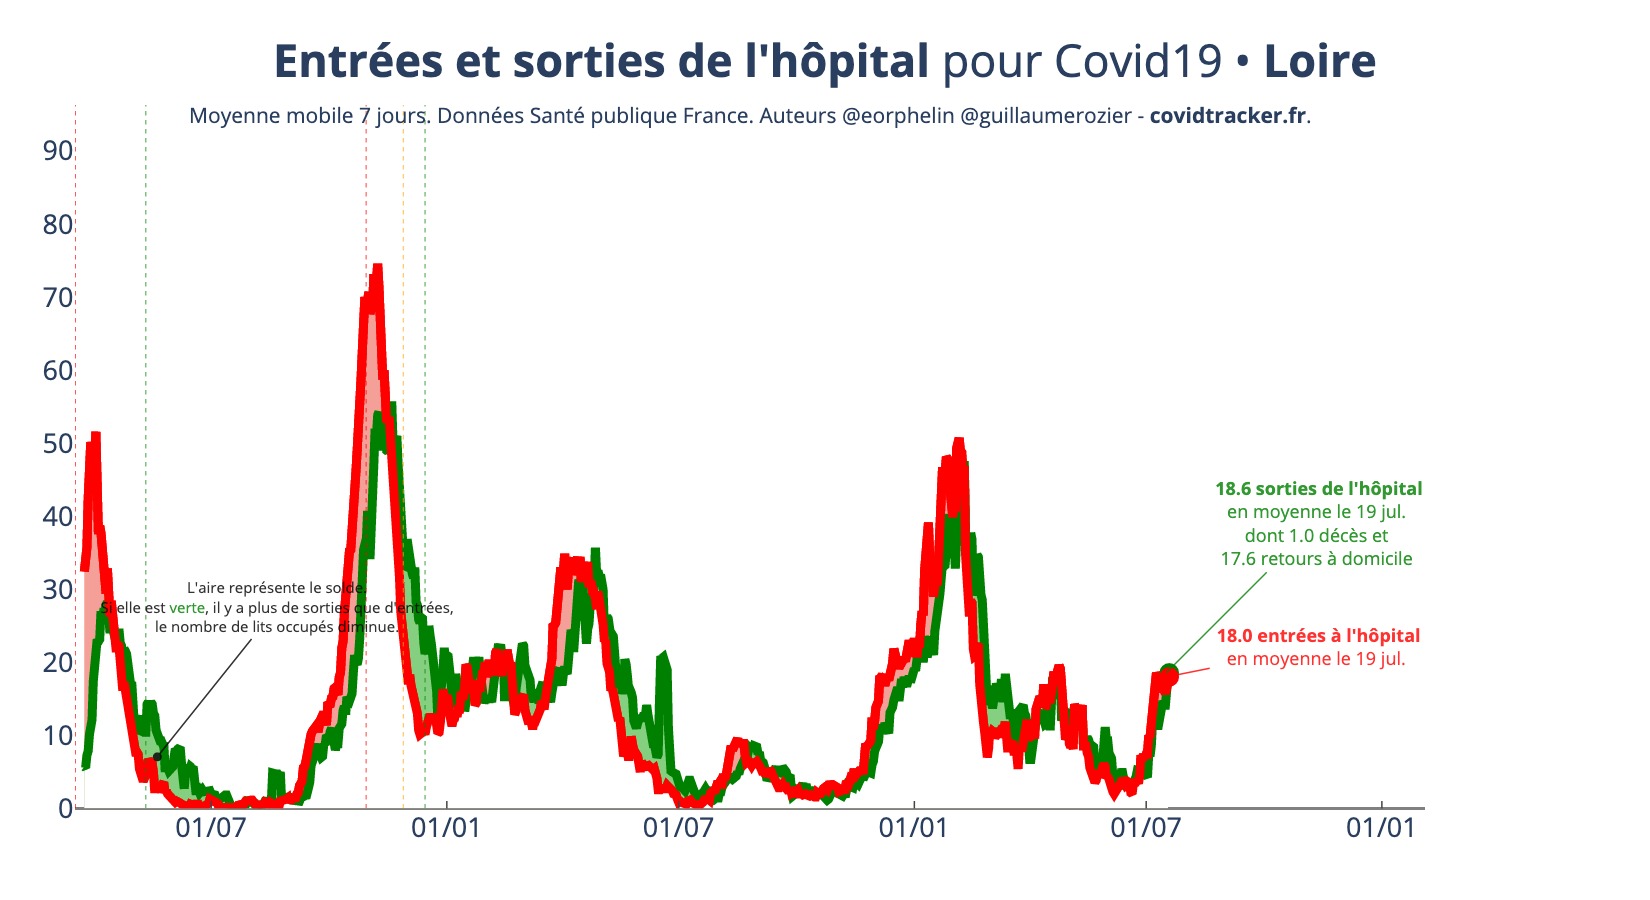 Entrées et sorties de l'hôpital pour Covid19 • Loire
Moyenne mobile 7 jours. Données Santé publique France. Auteurs @eorphelin @guillaumerozier - covidtracker.fr.
90
80
70
60
50
40
30
20
10
0
L'aire représente le solde.
Si elle est verte, il y a plus de sorties que d'entrées,
le nombre de lits occupés diminue.
18.6 sorties de l'hôpital
en moyenne le 19 jul.
dont 1.0 décès et
17.6 retours à domicile
18.0 entrées à l'hôpital
en moyenne le 19 jul.
01/07
01/01
01/07
01/01
01/07
01/01